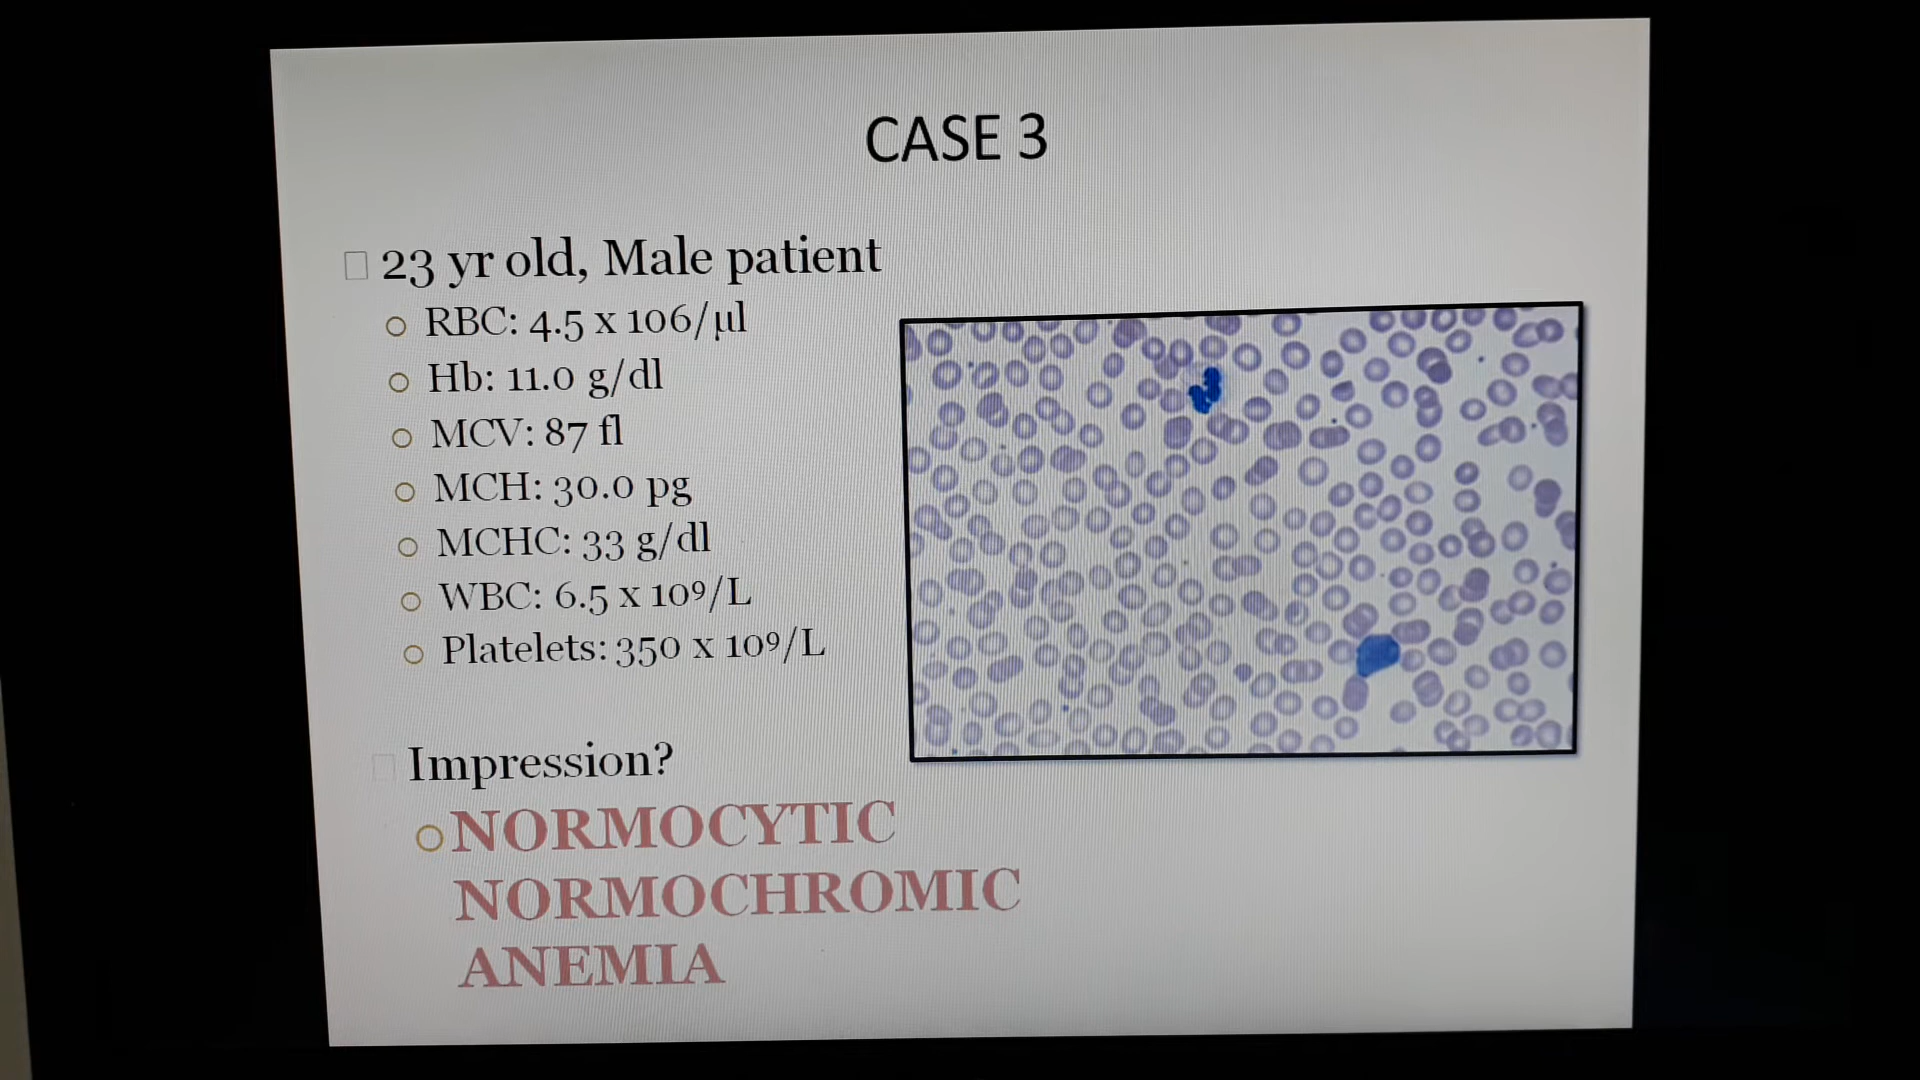 CASE 3
23 yr old, Male patient
RBC: 4.5 x 106/µl
Hb: 11.0 g/dl
MCV: 87 fl
MCH: 30.0 pg
MCHC: 33 g/dl
WBC: 6.5 x 10⁹/L
Platelets: 350 x 10⁹/L
Impression?
NORMOCYTIC
NORMOCHROMIC
ANEMIA